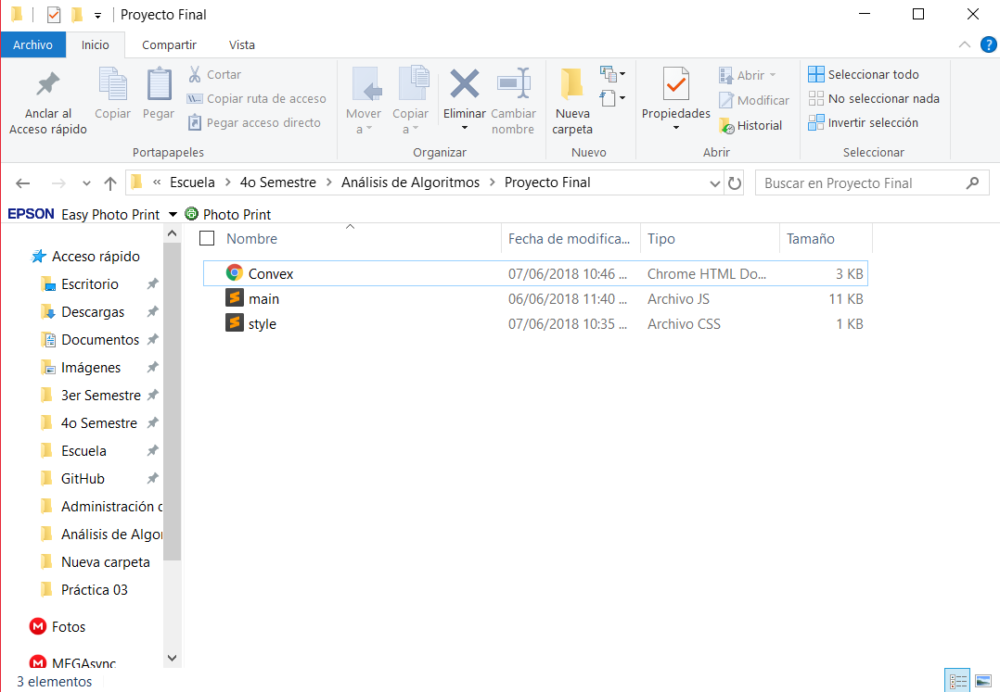 Proyecto Final
Archivo Inicio Compartir Vista
Anclar al
Acceso rápido
Copiar
Pegar
Cortar
Copiar ruta de acceso
Pegar acceso directo
Portapapeles
Mover
a
Copiar
a
Eliminar
Cambiar
nombre
Organizar
Nueva
carpeta
Nuevo
Propiedades
Abrir
Modificar
Historial
Abrir
Seleccionar todo
No seleccionar nada
Invertir selección
Seleccionar
« Escuela > 4o Semestre > Análisis de Algoritmos > Proyecto Final
Buscar en Proyecto Final
EPSON Easy Photo Print Photo Print
Nombre Fecha de modifica... Tipo Tamaño
Convex 07/06/2018 10:46 ... Chrome HTML Do... 3 KB
main 06/06/2018 11:40 ... Archivo JS 11 KB
style 07/06/2018 10:35 ... Archivo CSS 1 KB
Acceso rápido
Escritorio
Descargas
Documentos
Imágenes
3er Semestre
4o Semestre
Escuela
GitHub
Administración
Análisis de Algor
Nueva carpeta
Práctica 03
Fotos
MEGAsync
3 elementos